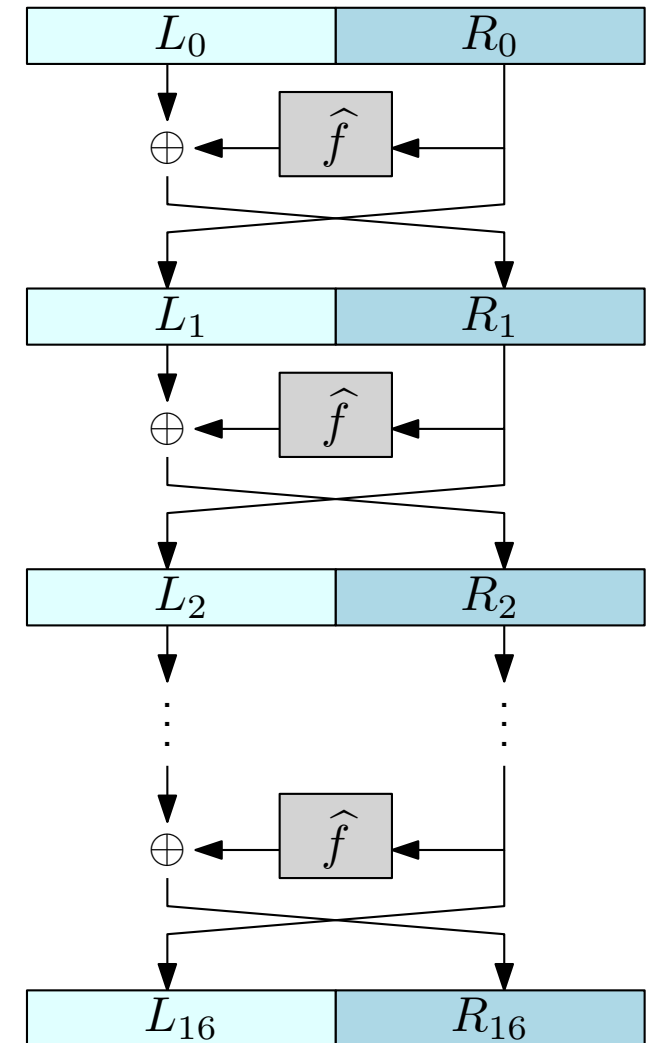 L₀ R₀
⊕ f̂
L₁ R₁
⊕ f̂
L₂ R₂
⋮ ⋮
⊕ f̂
L₁₆ R₁₆